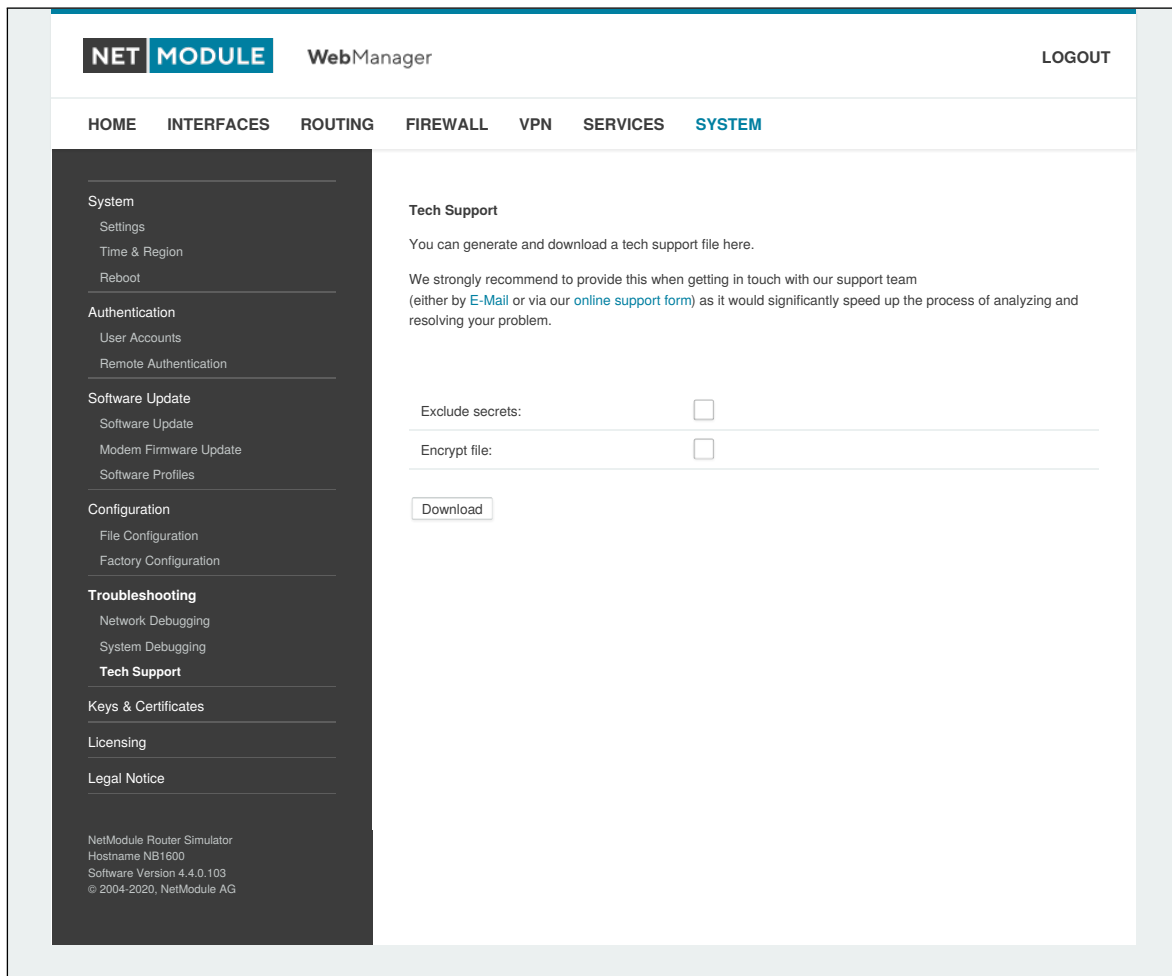 NET MODULE WebManager LOGOUT
HOME INTERFACES ROUTING FIREWALL VPN SERVICES SYSTEM
System
Settings
Time & Region
Reboot
Authentication
User Accounts
Remote Authentication
Software Update
Software Update
Modem Firmware Update
Software Profiles
Configuration
File Configuration
Factory Configuration
Troubleshooting
Network Debugging
System Debugging
Tech Support
Keys & Certificates
Licensing
Legal Notice
NetModule Router Simulator
Hostname NB1600
Software Version 4.4.0.103
© 2004-2020, NetModule AG
Tech Support
You can generate and download a tech support file here.
We strongly recommend to provide this when getting in touch with our support team
(either by E-Mail or via our online support form) as it would significantly speed up the process of analyzing and
resolving your problem.
Exclude secrets:
Encrypt file:
Download